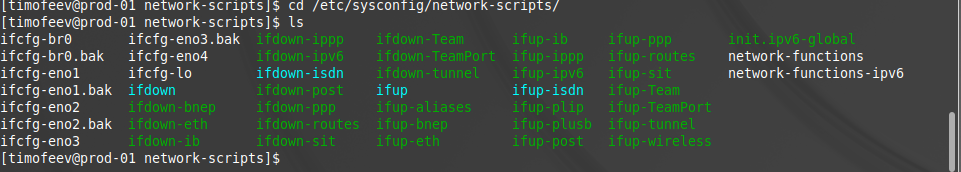 [timofeev@prod-01 network-scripts]$ cd /etc/sysconfig/network-scripts/
[timofeev@prod-01 network-scripts]$ ls
ifcfg-br0 ifcfg-eno3.bak ifdown-ippp ifdown-Team ifup-ib ifup-ppp init.ipv6-global
ifcfg-br0.bak ifcfg-eno4 ifdown-ipv6 ifdown-TeamPort ifup-ippp ifup-routes network-functions
ifcfg-eno1 ifcfg-lo ifdown-isdn ifdown-tunnel ifup-ipv6 ifup-sit network-functions-ipv6
ifcfg-eno1.bak ifdown ifdown-post ifup ifup-isdn ifup-Team
ifcfg-eno2 ifdown-bnep ifdown-ppp ifup-aliases ifup-plip ifup-TeamPort
ifcfg-eno2.bak ifdown-eth ifdown-routes ifup-bnep ifup-plusb ifup-tunnel
ifcfg-eno3 ifdown-ib ifdown-sit ifup-eth ifup-post ifup-wireless
[timofeev@prod-01 network-scripts]$